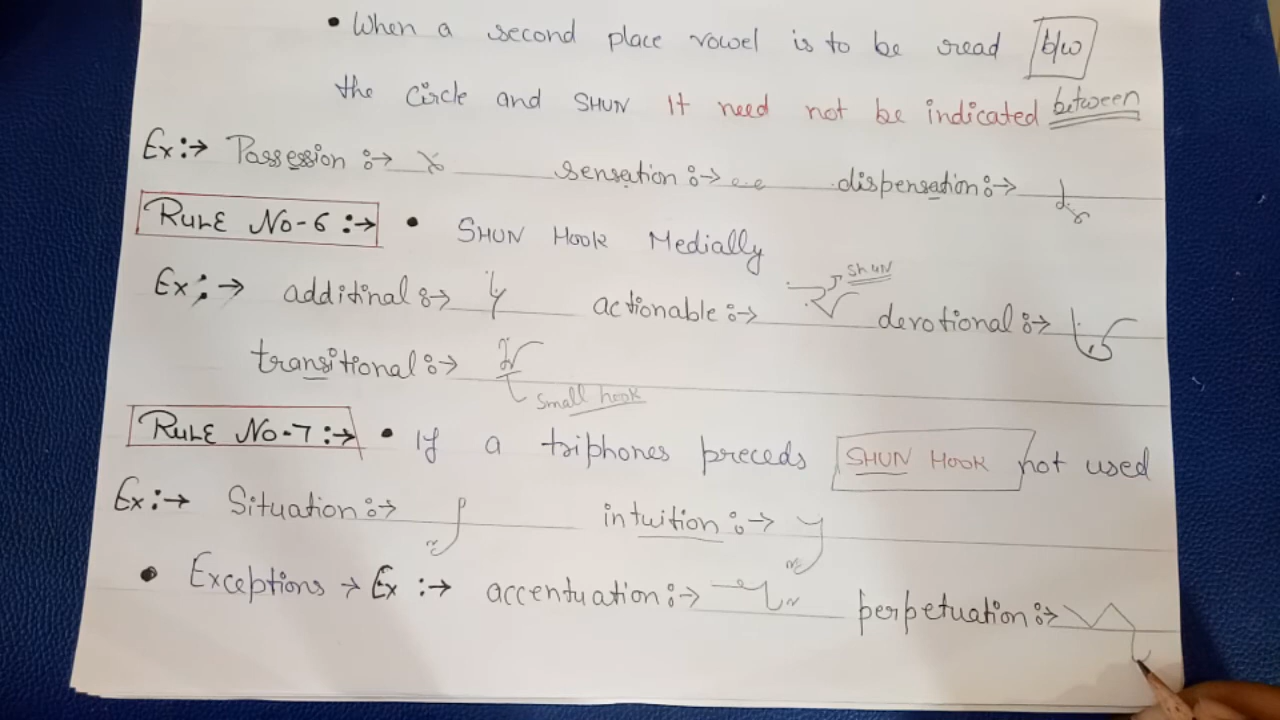 • When a second place vowel is to be read b/w
the Circle and SHUN It need not be indicated between
Ex:→ Possession :→ sensation :→ dispensation :→
RULE No-6 :→ • SHUN Hook Medially
Ex:→ additinal :→ actionable :→ shun devotional :→
transitional :→
small hook
RULE No-7 :→ • If a triphones preceds SHUN HOOK not used
Ex:→ Situation :→ intuition :→
• Exceptions → Ex :→ accentuation :→ perpetuation :→